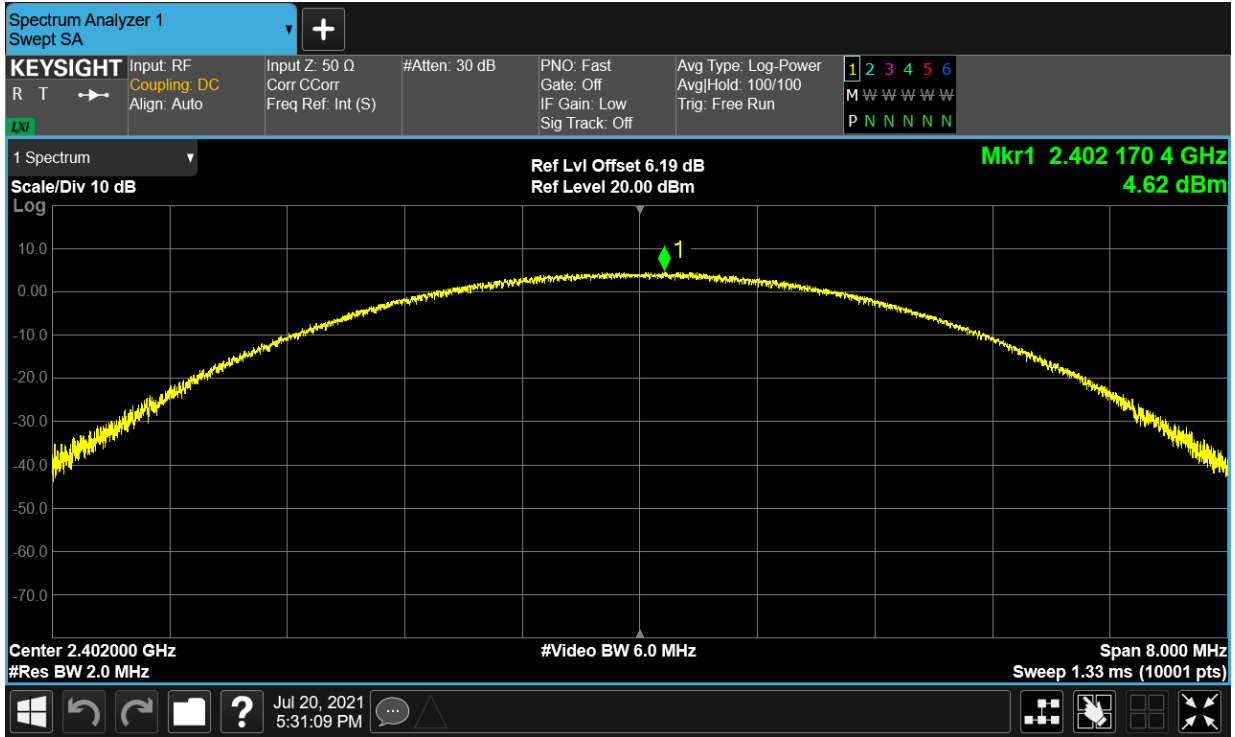 Spectrum Analyzer 1
Swept SA
▼
+
KEYSIGHT
R T
LXI
Input: RF
Coupling: DC
Align: Auto
Input Z: 50 Ω
Corr CCorr
Freq Ref: Int (S)
#Atten: 30 dB
PNO: Fast
Gate: Off
IF Gain: Low
Sig Track: Off
Avg Type: Log-Power
Avg|Hold: 100/100
Trig: Free Run
1 2 3 4 5 6
M W W W W W
P N N N N N
1 Spectrum ▼
Scale/Div 10 dB
Log
Ref Lvl Offset 6.19 dB
Ref Level 20.00 dBm
Mkr1 2.402 170 4 GHz
4.62 dBm
1
10.0
0.00
-10.0
-20.0
-30.0
-40.0
-50.0
-60.0
-70.0
Center 2.402000 GHz
#Res BW 2.0 MHz
#Video BW 6.0 MHz
Span 8.000 MHz
Sweep 1.33 ms (10001 pts)
?
Jul 20, 2021
5:31:09 PM